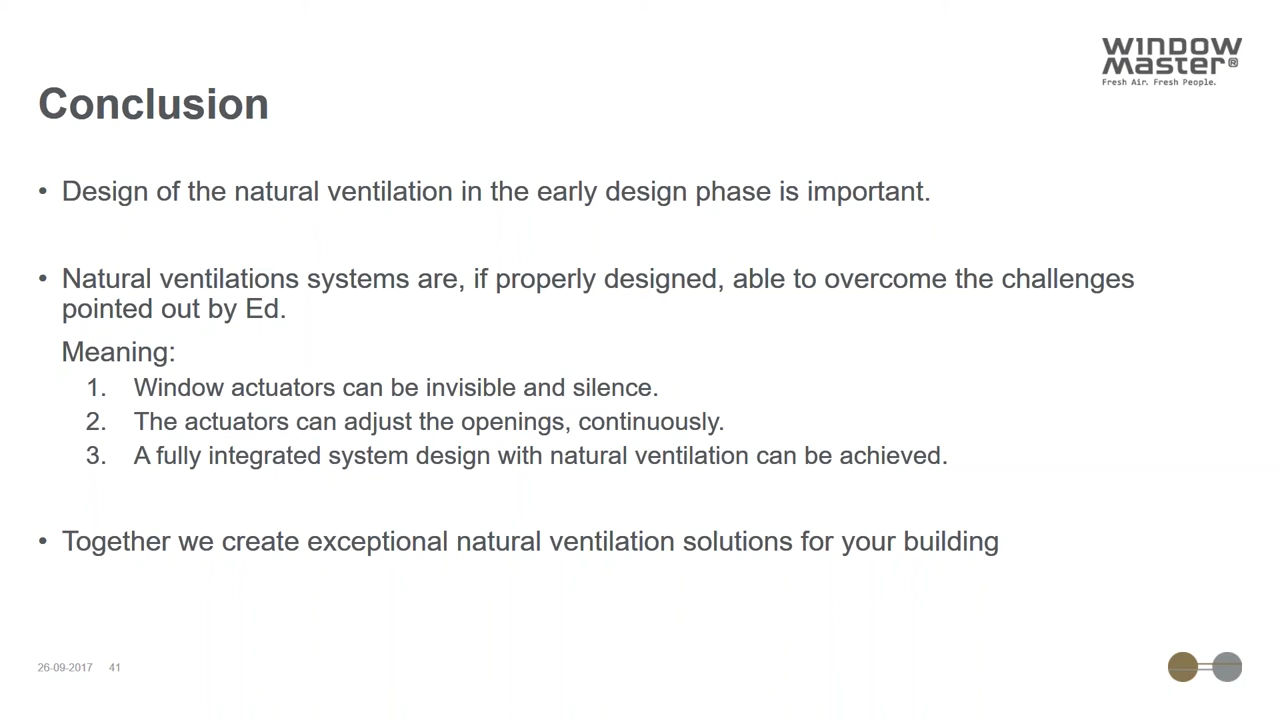 WINDOW
Master®
Fresh Air. Fresh People.
Conclusion
• Design of the natural ventilation in the early design phase is important.
• Natural ventilations systems are, if properly designed, able to overcome the challenges
pointed out by Ed.
Meaning:
1. Window actuators can be invisible and silence.
2. The actuators can adjust the openings, continuously.
3. A fully integrated system design with natural ventilation can be achieved.
• Together we create exceptional natural ventilation solutions for your building
26-09-2017 41